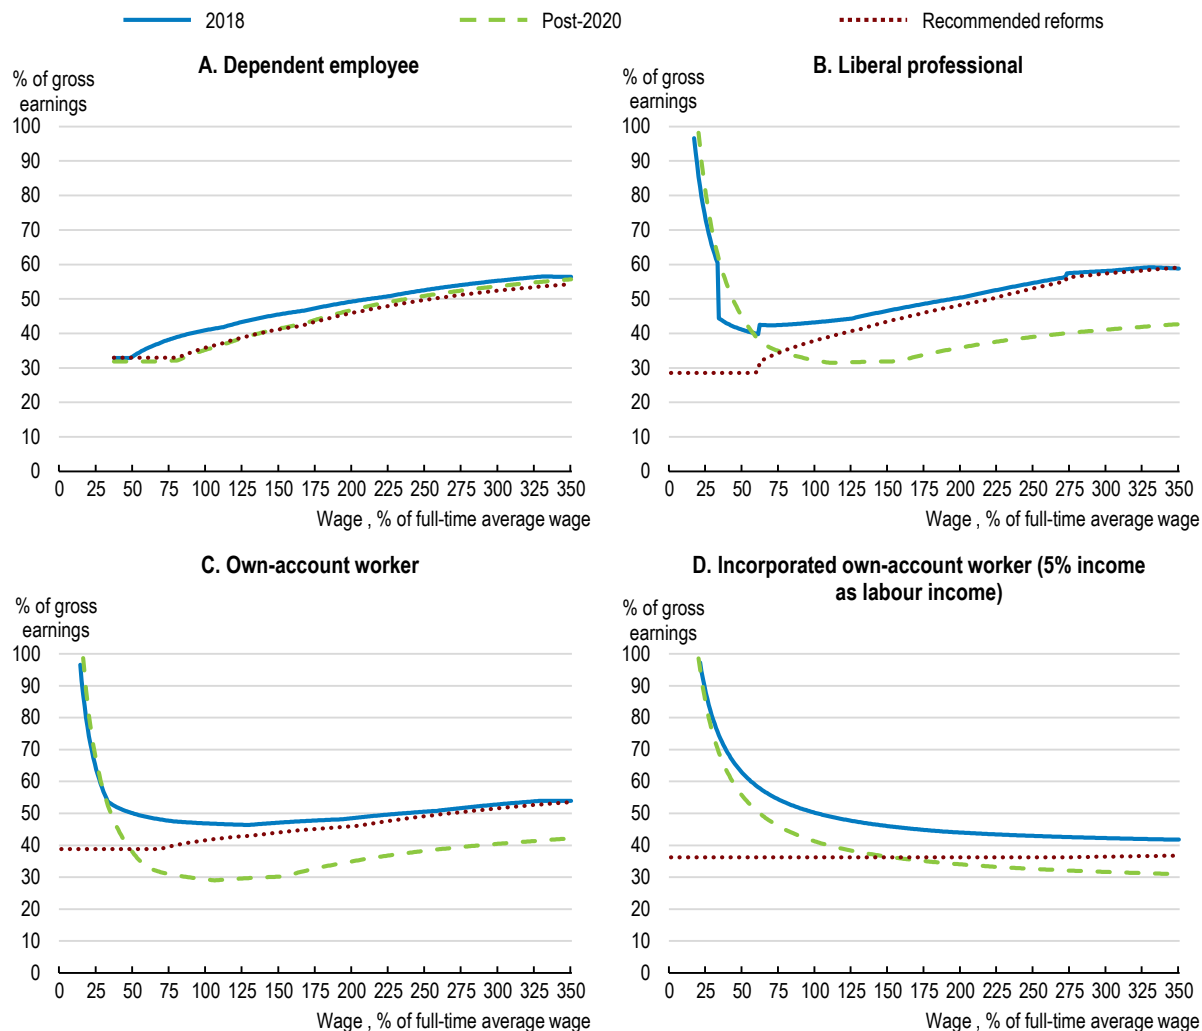 2018 Post-2020 Recommended reforms
A. Dependent employee
% of gross
earnings
100
90
80
70
60
50
40
30
20
10
0
0 25 50 75 100 125 150 175 200 225 250 275 300 325 350
Wage , % of full-time average wage
B. Liberal professional
% of gross
earnings
100
90
80
70
60
50
40
30
20
10
0
0 25 50 75 100 125 150 175 200 225 250 275 300 325 350
Wage , % of full-time average wage
C. Own-account worker
% of gross
earnings
100
90
80
70
60
50
40
30
20
10
0
0 25 50 75 100 125 150 175 200 225 250 275 300 325 350
Wage , % of full-time average wage
D. Incorporated own-account worker (5% income
as labour income)
% of gross
earnings
100
90
80
70
60
50
40
30
20
10
0
0 25 50 75 100 125 150 175 200 225 250 275 300 325 350
Wage , % of full-time average wage